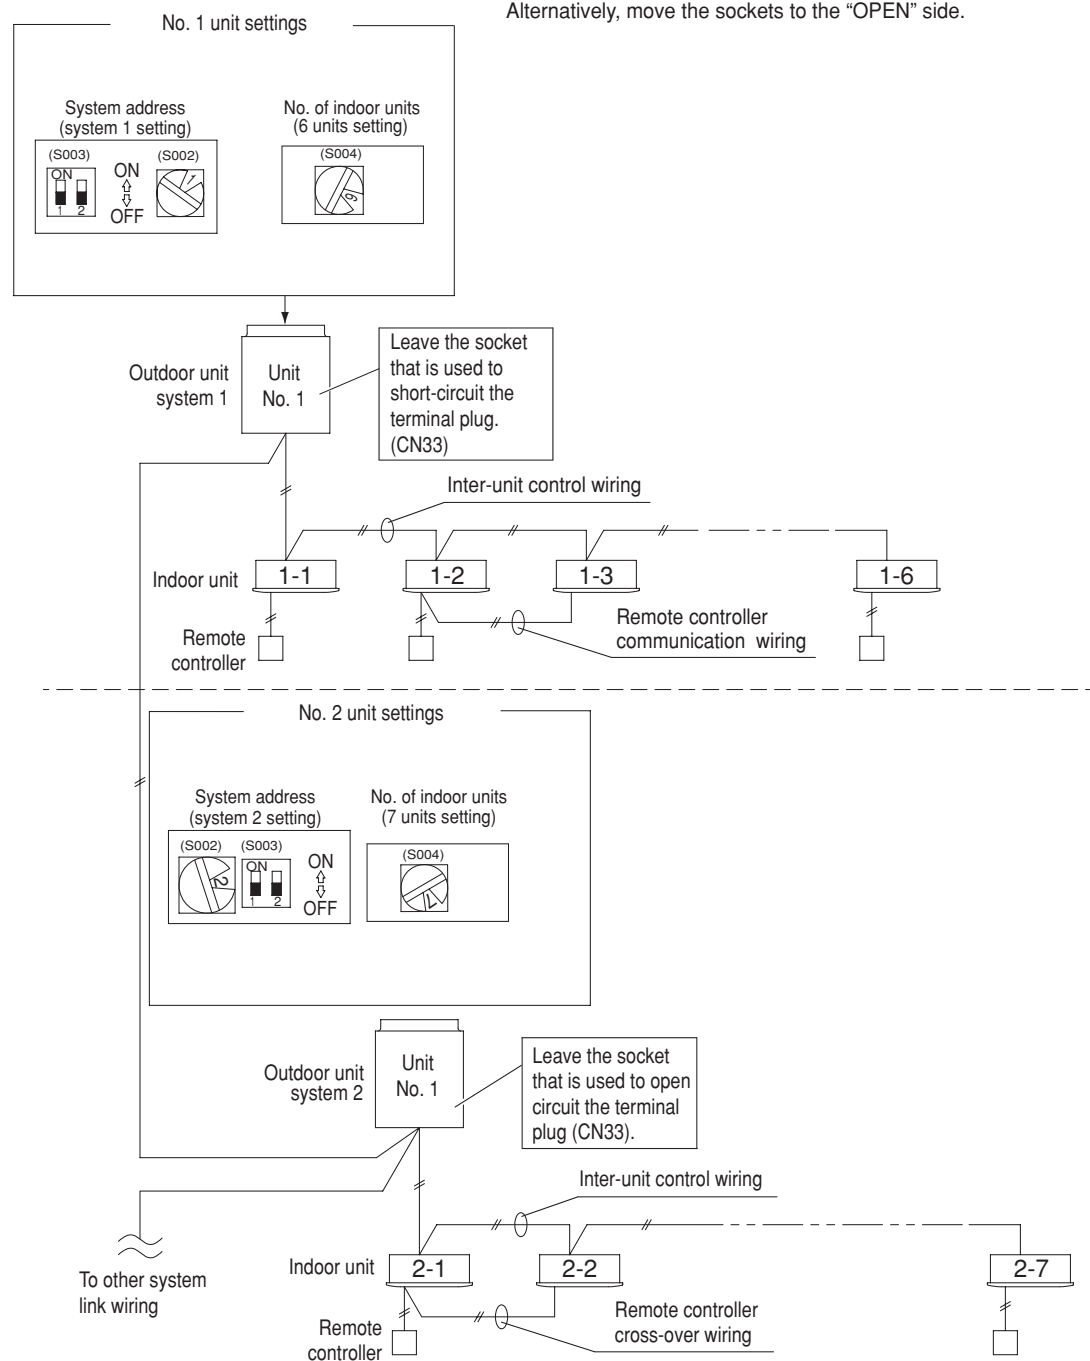 Alternatively, move the sockets to the “OPEN” side.
No. 1 unit settings
System address
(system 1 setting)
No. of indoor units
(6 units setting)
(S003)
ON
1 2
ON
OFF
(S002)
1
(S004)
6
Outdoor unit
system 1
Unit
No. 1
Leave the socket
that is used to
short-circuit the
terminal plug.
(CN33)
Inter-unit control wiring
Indoor unit
1-1
1-2
1-3
1-6
Remote
controller
Remote controller
communication wiring
No. 2 unit settings
System address
(system 2 setting)
No. of indoor units
(7 units setting)
(S002)
2
(S003)
ON
1 2
ON
OFF
(S004)
7
Outdoor unit
system 2
Unit
No. 1
Leave the socket
that is used to open
circuit the terminal
plug (CN33).
Inter-unit control wiring
To other system
link wiring
Indoor unit
2-1
2-2
2-7
Remote
controller
Remote controller
cross-over wiring